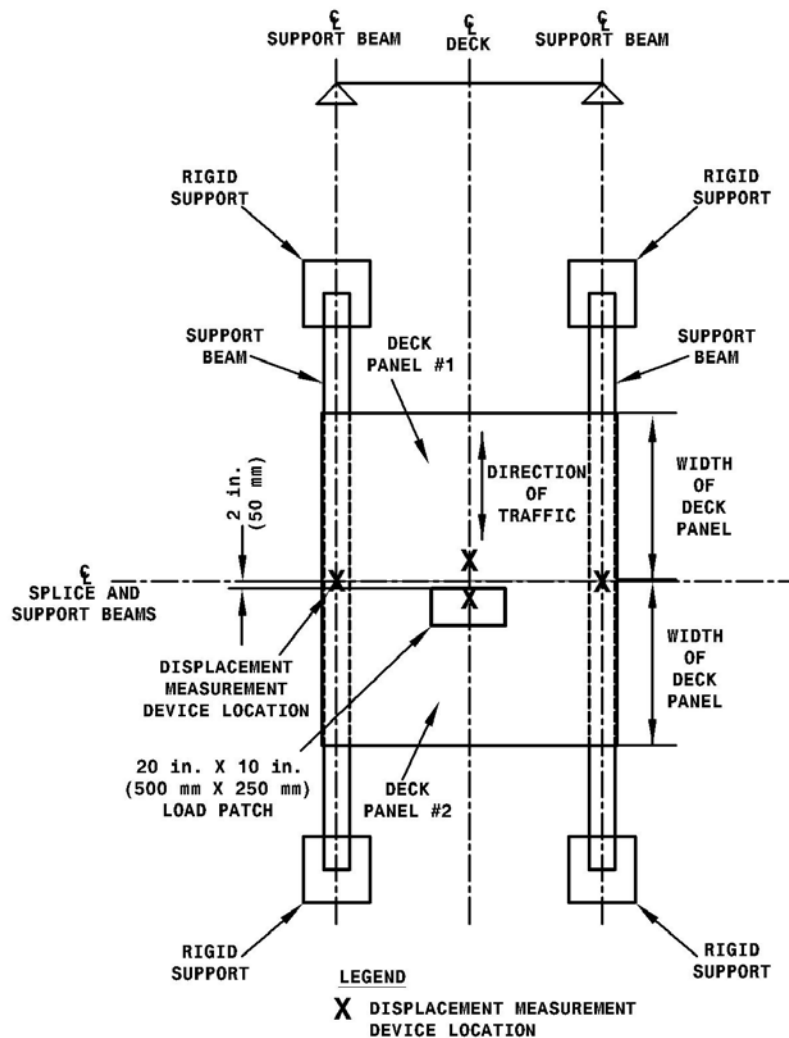 ℄
SUPPORT BEAM
℄
DECK
℄
SUPPORT BEAM
RIGID
SUPPORT
RIGID
SUPPORT
SUPPORT
BEAM
DECK
PANEL #1
SUPPORT
BEAM
2 in.
(50 mm)
DIRECTION
OF
TRAFFIC
WIDTH
OF
DECK
PANEL
X
℄
SPLICE AND
SUPPORT BEAMS
X
X
X
DISPLACEMENT
MEASUREMENT
DEVICE LOCATION
WIDTH
OF
DECK
PANEL
20 in. X 10 in.
(500 mm X 250 mm)
LOAD PATCH
DECK
PANEL #2
RIGID
SUPPORT
RIGID
SUPPORT
LEGEND
X DISPLACEMENT MEASUREMENT
DEVICE LOCATION